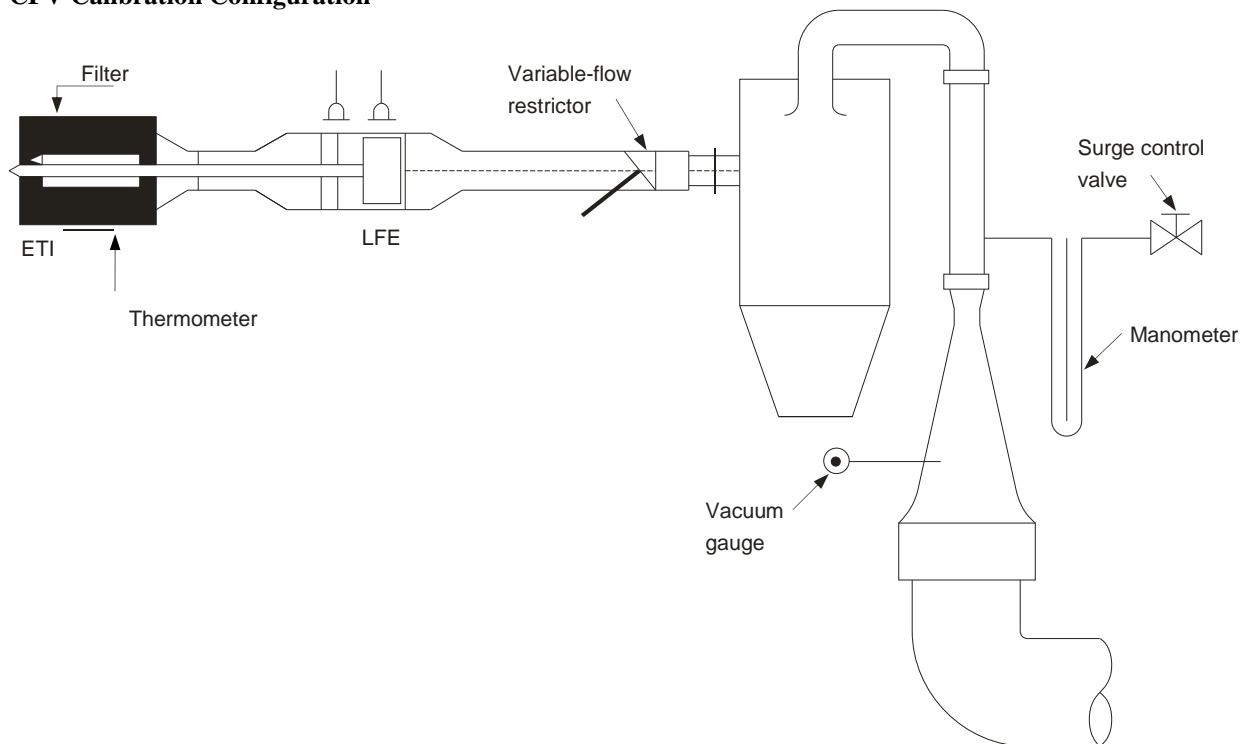 CFV Calibration Configuration
Filter
Variable-flow
restrictor
Surge control
valve
ETI
LFE
Thermometer
Manometer
Vacuum
gauge